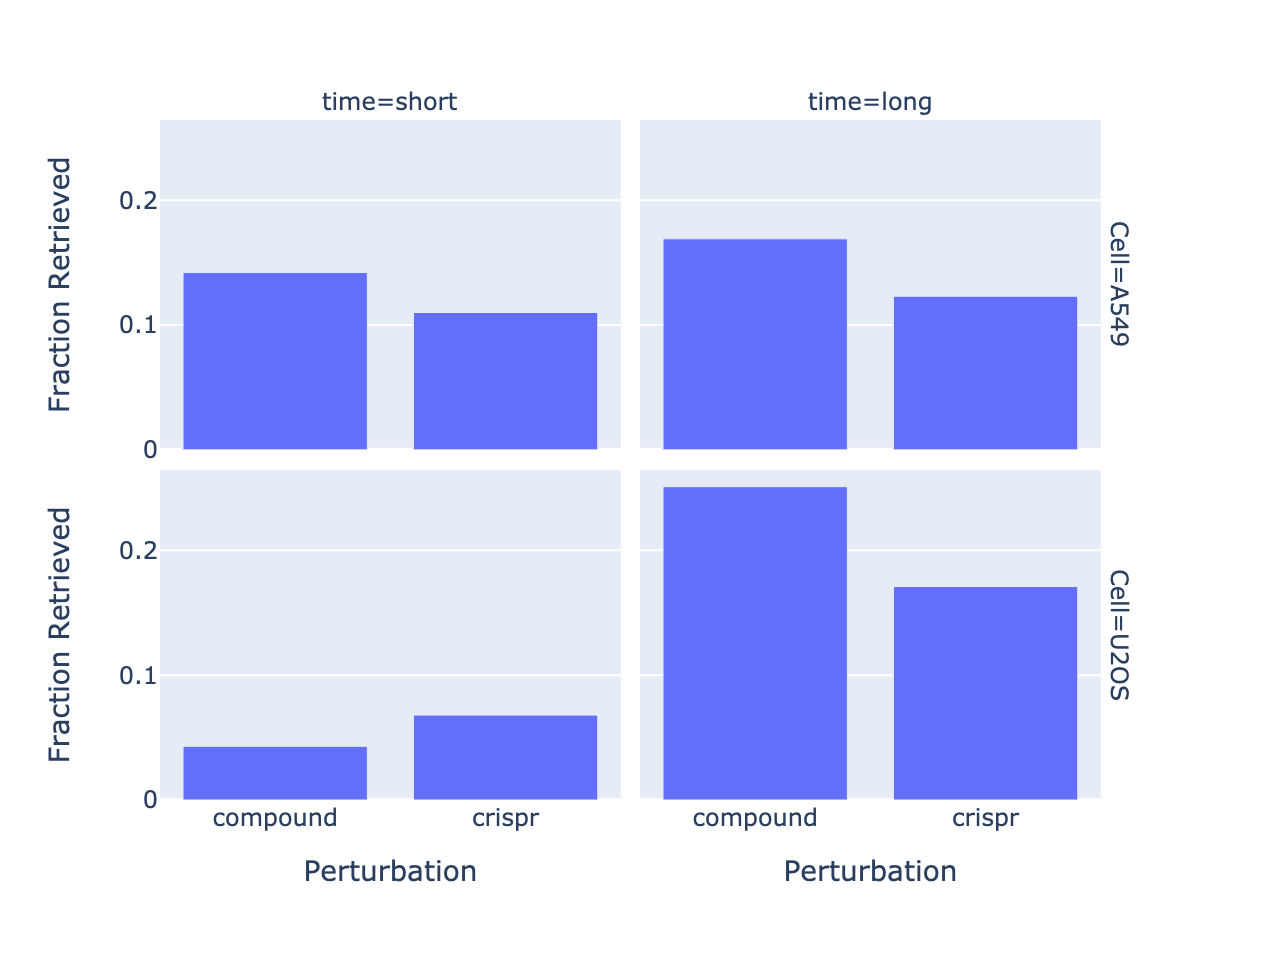 time=short
time=long
Fraction Retrieved
0.2
0.1
0
Cell=A549
Fraction Retrieved
0.2
0.1
0
Cell=U2OS
compound
crispr
compound
crispr
Perturbation
Perturbation